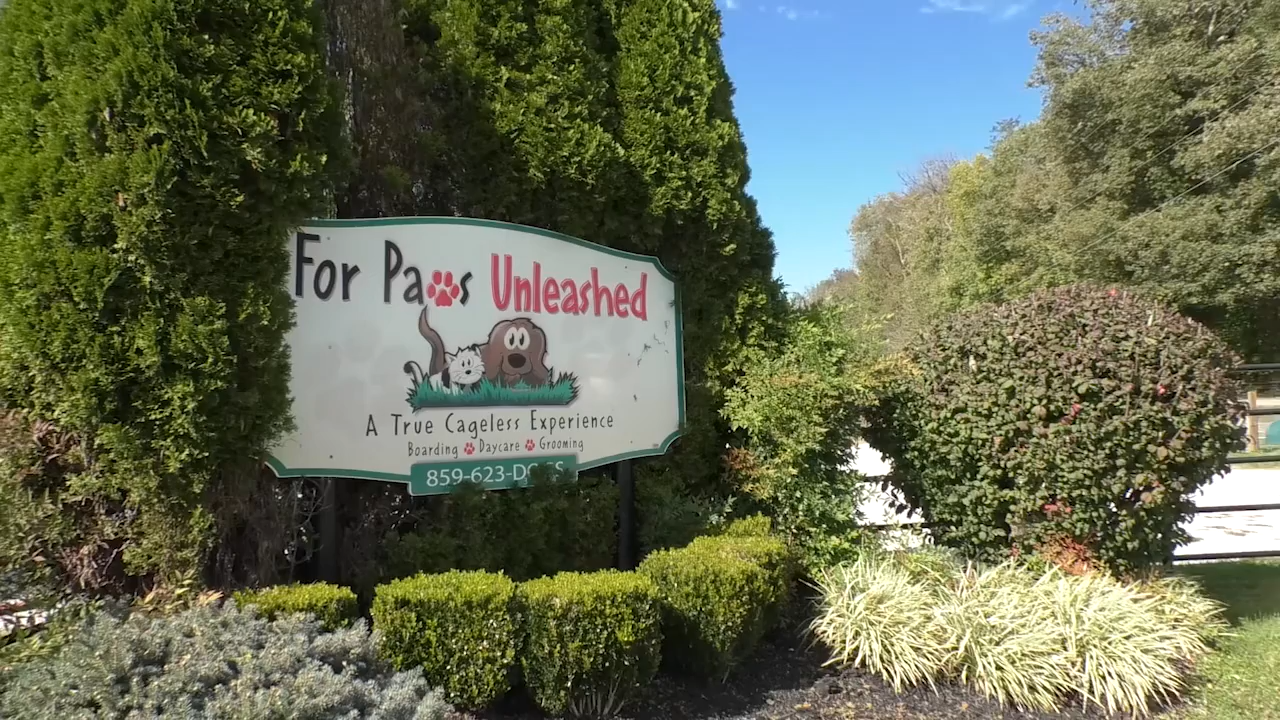 For Paws Unleashed
A True Cageless Experience
Boarding Daycare Grooming
859-623-DOGS